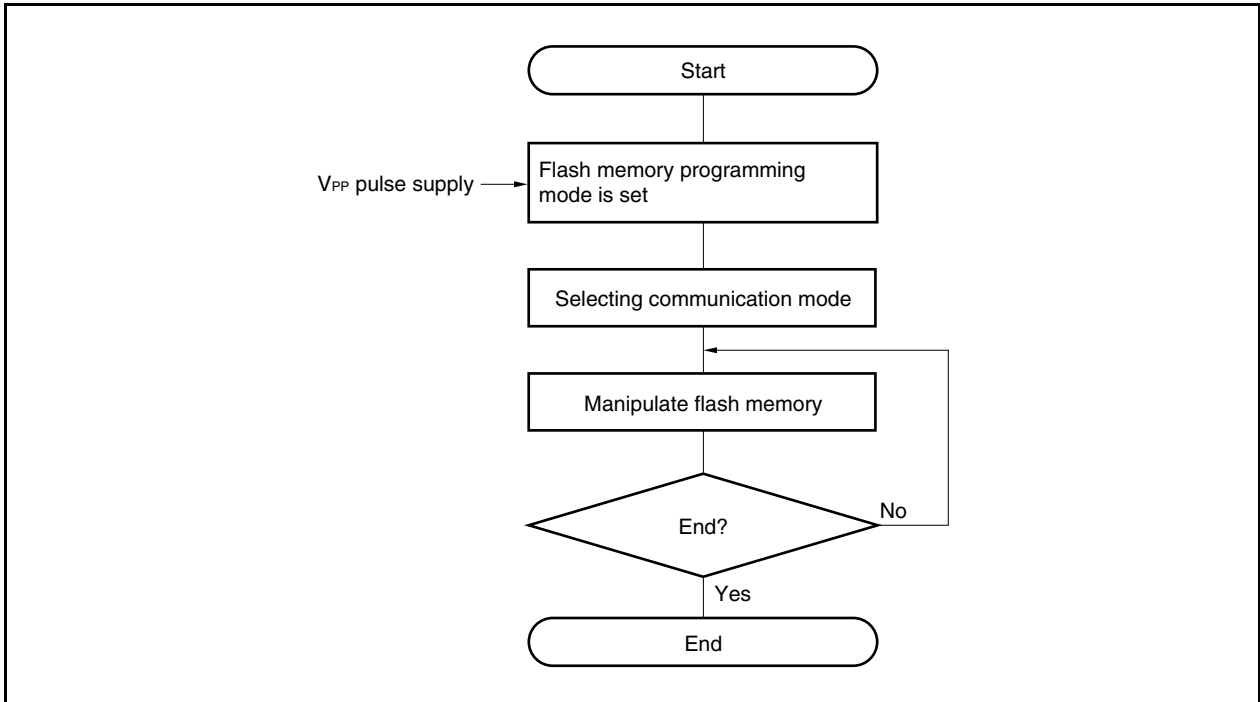 Start
VPP pulse supply
Flash memory programming
mode is set
Selecting communication mode
Manipulate flash memory
End?
No
Yes
End